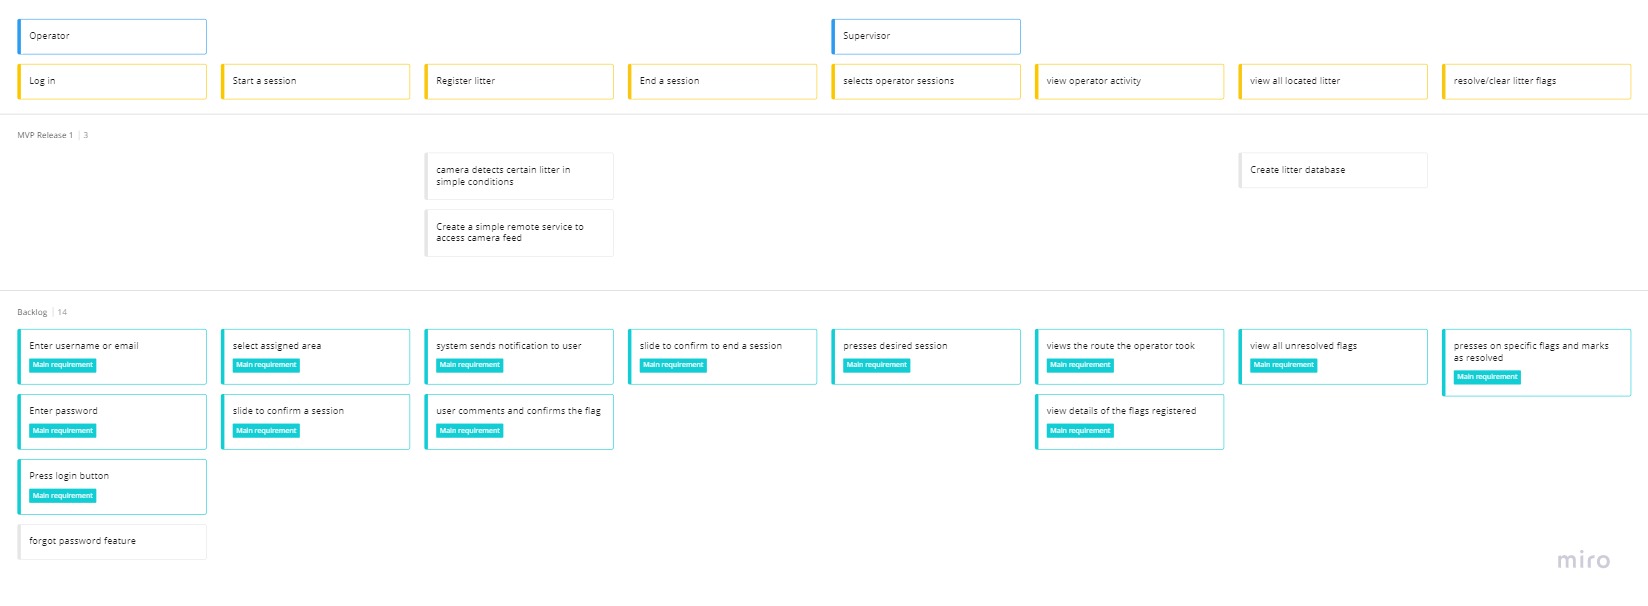 Operator
Supervisor
Log in
Start a session
Register litter
End a session
selects operator sessions
view operator activity
view all located litter
resolve/clear litter flags
MVP Release 1 | 3
camera detects certain litter in
simple conditions
Create litter database
Create a simple remote service to
access camera feed
Backlog | 14
Enter username or email
Main requirement
select assigned area
Main requirement
system sends notification to user
Main requirement
slide to confirm to end a session
Main requirement
presses desired session
Main requirement
views the route the operator took
Main requirement
view all unresolved flags
Main requirement
presses on specific flags and marks
as resolved
Main requirement
Enter password
Main requirement
slide to confirm a session
Main requirement
user comments and confirms the flag
Main requirement
view details of the flags registered
Main requirement
Press login button
Main requirement
forgot password feature
miro